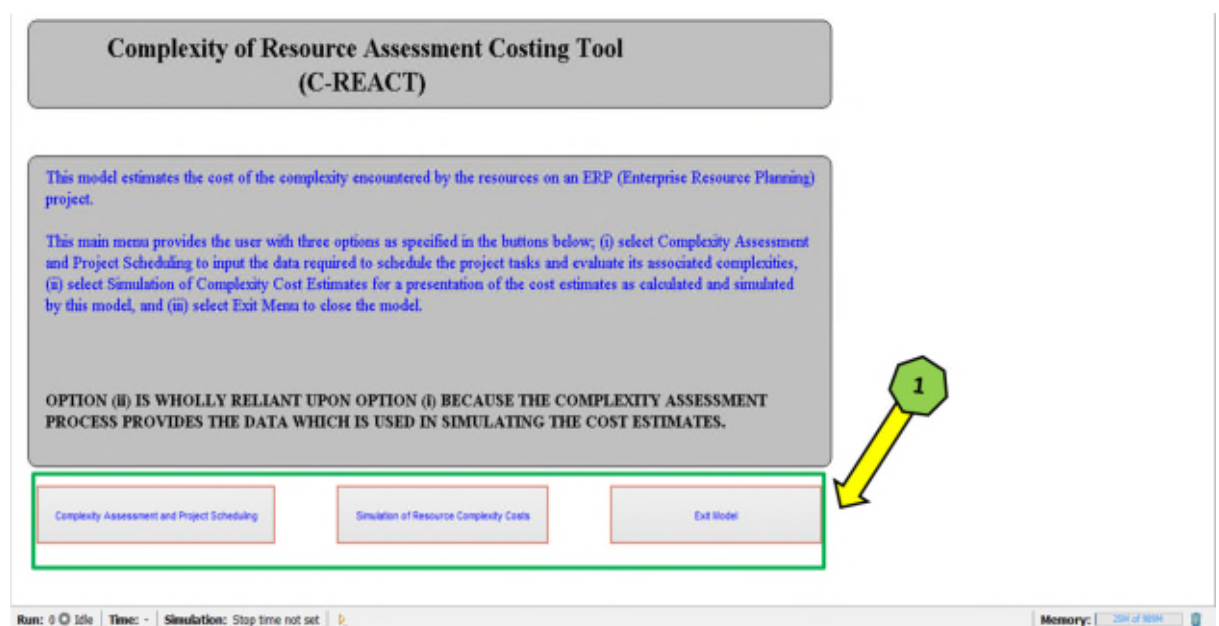 Complexity of Resource Assessment Costing Tool
(C-REACT)
This model estimates the cost of the complexity encountered by the resources on an ERP (Enterprise Resource Planning)
project.
This main menu provides the user with three options as specified in the buttons below; (i) select Complexity Assessment
and Project Scheduling to input the data required to schedule the project tasks and evaluate its associated complexities,
(ii) select Simulation of Complexity Cost Estimates for a presentation of the cost estimates as calculated and simulated
by this model, and (iii) select Exit Menu to close the model.
OPTION (ii) IS WHOLLY RELIANT UPON OPTION (i) BECAUSE THE COMPLEXITY ASSESSMENT
PROCESS PROVIDES THE DATA WHICH IS USED IN SIMULATING THE COST ESTIMATES.
1
Complexity Assessment and Project Scheduling Simulation of Resource Complexity Costs Exit Model
Run: 0 Idle Time: - Simulation: Stop time not set Memory: of 989M